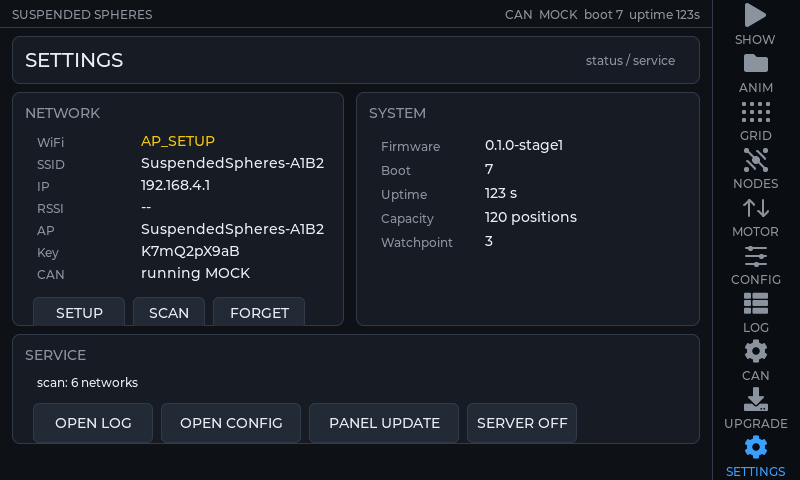 SUSPENDED SPHERES
CAN MOCK boot 7 uptime 123s
SETTINGS
status / service
NETWORK
WiFi AP_SETUP
SSID SuspendedSpheres-A1B2
IP 192.168.4.1
RSSI --
AP SuspendedSpheres-A1B2
Key K7mQ2pX9aB
CAN running MOCK
SETUP SCAN FORGET
SYSTEM
Firmware 0.1.0-stage1
Boot 7
Uptime 123 s
Capacity 120 positions
Watchpoint 3
SERVICE
scan: 6 networks
OPEN LOG OPEN CONFIG PANEL UPDATE SERVER OFF
SHOW
ANIM
GRID
NODES
MOTOR
CONFIG
LOG
CAN
UPGRADE
SETTINGS